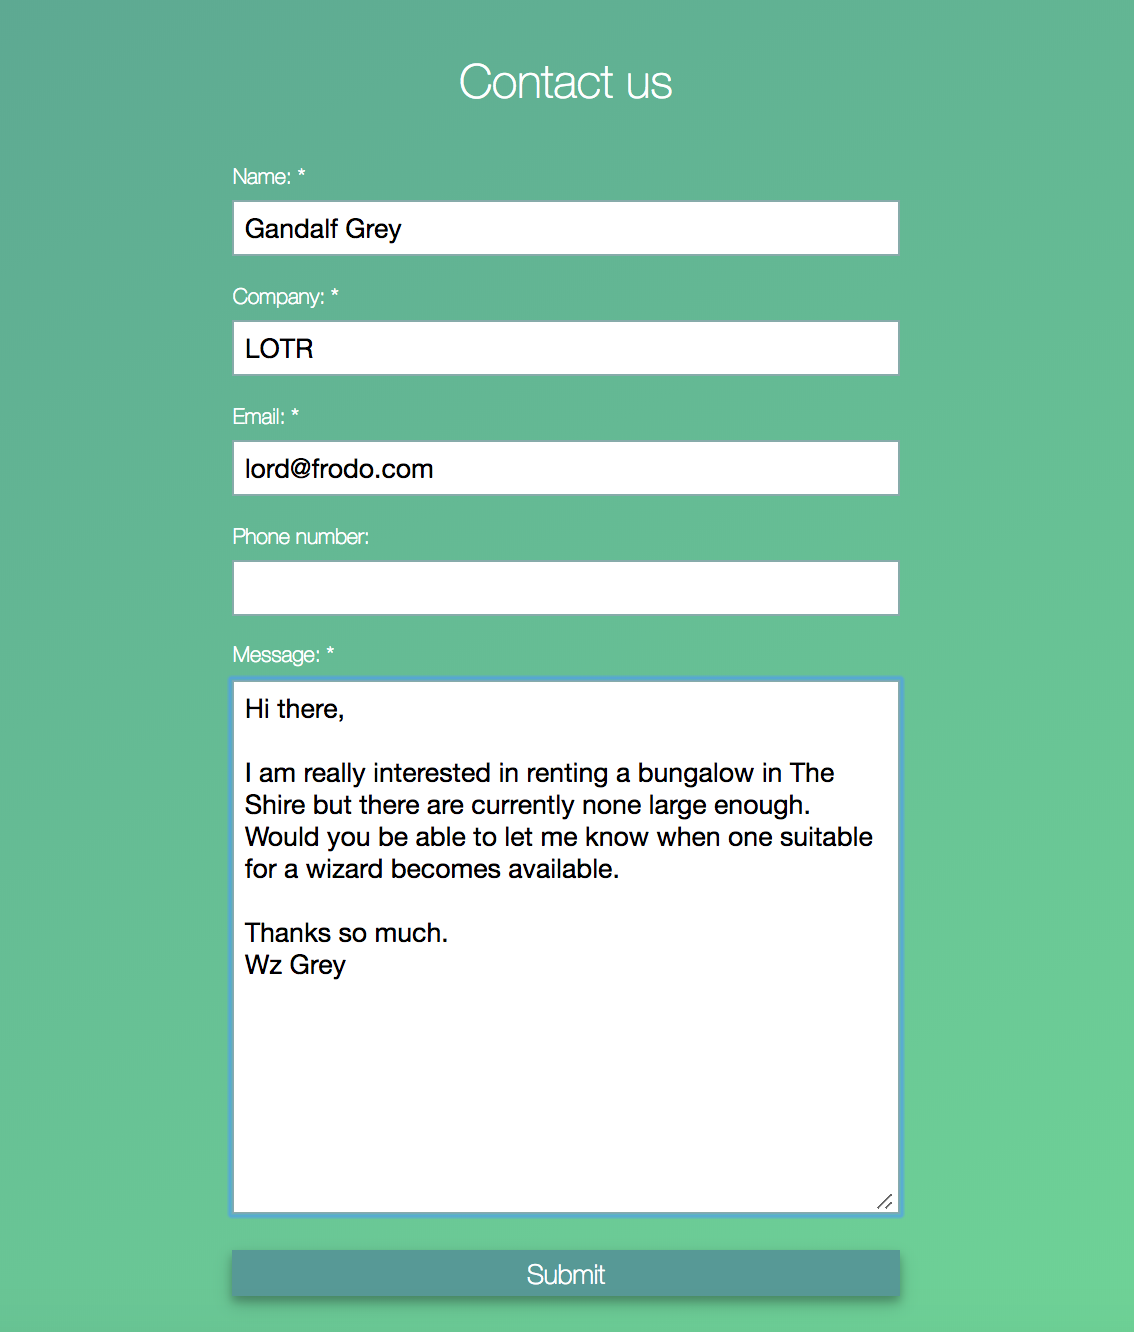 Contact us
Name: *
Gandalf Grey
Company: *
LOTR
Email: *
lord@frodo.com
Phone number:
Message: *
Hi there,
I am really interested in renting a bungalow in The
Shire but there are currently none large enough.
Would you be able to let me know when one suitable
for a wizard becomes available.
Thanks so much.
Wz Grey
Submit